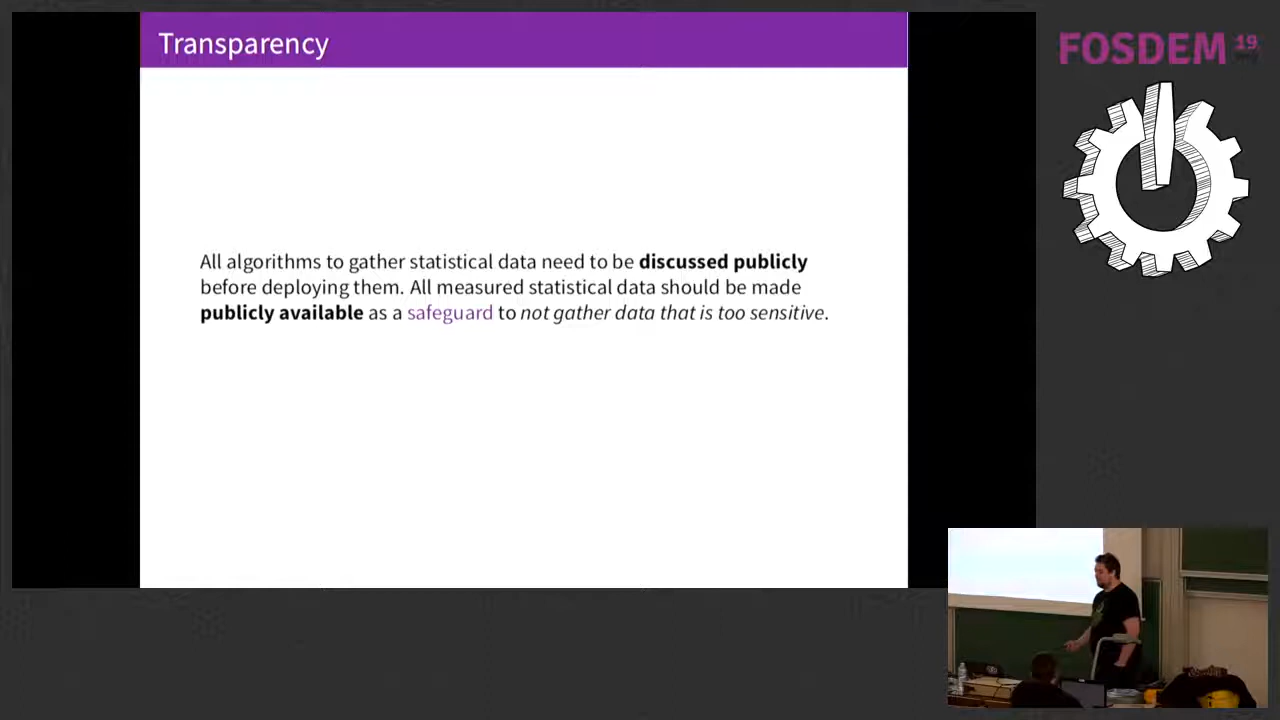 Transparency
FOSDEM 19
All algorithms to gather statistical data need to be discussed publicly
before deploying them. All measured statistical data should be made
publicly available as a safeguard to not gather data that is too sensitive.